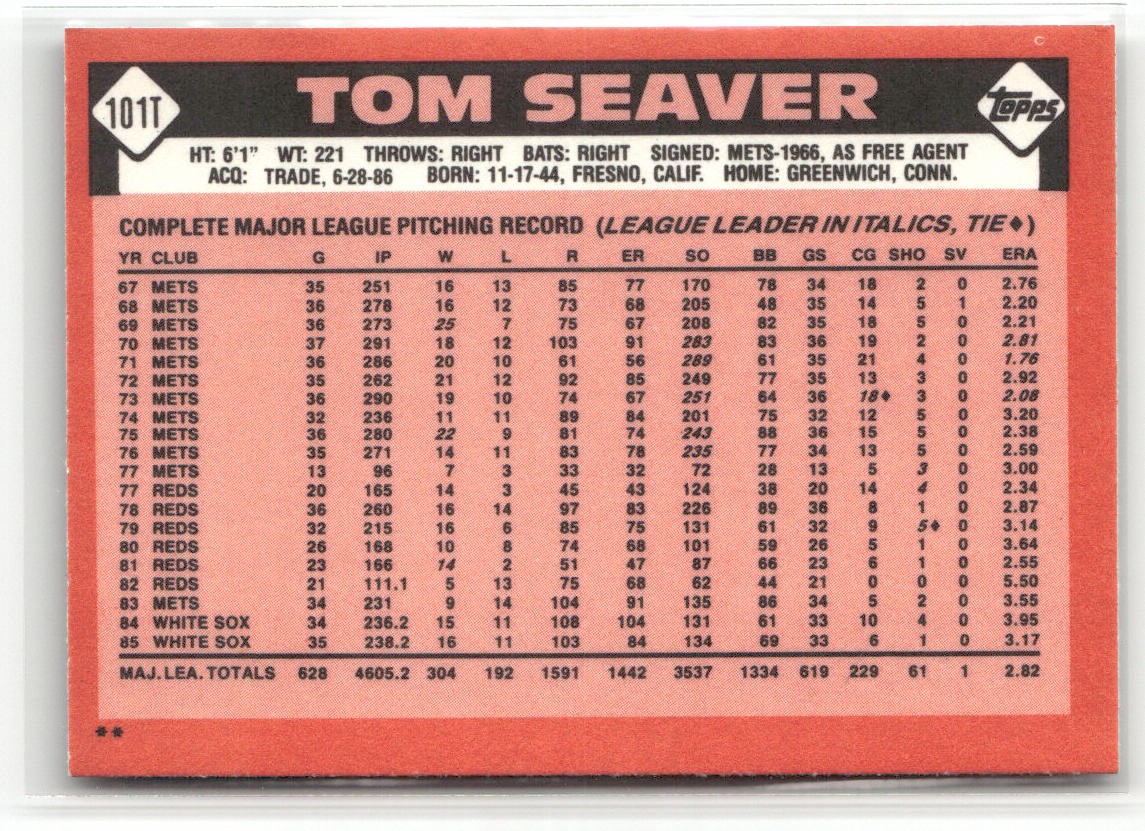 C
101T
TOM SEAVER
TOPPS
HT: 6'1" WT: 221 THROWS: RIGHT BATS: RIGHT SIGNED: METS-1966, AS FREE AGENT
ACQ: TRADE, 6-28-86 BORN: 11-17-44, FRESNO, CALIF. HOME: GREENWICH, CONN.
COMPLETE MAJOR LEAGUE PITCHING RECORD (LEAGUE LEADER IN ITALICS, TIE♦)
YR CLUB G IP W L R ER SO BB GS CG SHO SV ERA
67 METS 35 251 16 13 85 77 170 78 34 18 2 0 2.76
68 METS 36 278 16 12 73 68 205 48 35 14 5 1 2.20
69 METS 36 273 25 7 75 67 208 82 35 18 5 0 2.21
70 METS 37 291 18 12 103 91 283 83 36 19 2 0 2.81
71 METS 36 286 20 10 61 56 289 61 35 21 4 0 1.76
72 METS 35 262 21 12 92 85 249 77 35 13 3 0 2.92
73 METS 36 290 19 10 74 67 251 64 36 18♦ 3 0 2.08
74 METS 32 236 11 11 89 84 201 75 32 12 5 0 3.20
75 METS 36 280 22 9 81 74 243 88 36 15 5 0 2.38
76 METS 35 271 14 11 83 78 235 77 34 13 5 0 2.59
77 METS 13 96 7 3 33 32 72 28 13 5 3 0 3.00
77 REDS 20 165 14 3 45 43 124 38 20 14 4 0 2.34
78 REDS 36 260 16 14 97 83 226 89 36 8 1 0 2.87
79 REDS 32 215 16 6 85 75 131 61 32 9 5♦ 0 3.14
80 REDS 26 168 10 8 74 68 101 59 26 5 1 0 3.64
81 REDS 23 166 14 2 51 47 87 66 23 6 1 0 2.55
82 REDS 21 111.1 5 13 75 68 62 44 21 0 0 0 5.50
83 METS 34 231 9 14 104 91 135 86 34 5 2 0 3.55
84 WHITE SOX 34 236.2 15 11 108 104 131 61 33 10 4 0 3.95
85 WHITE SOX 35 238.2 16 11 103 84 134 69 33 6 1 0 3.17
MAJ. LEA. TOTALS 628 4605.2 304 192 1591 1442 3537 1334 619 229 61 1 2.82
**